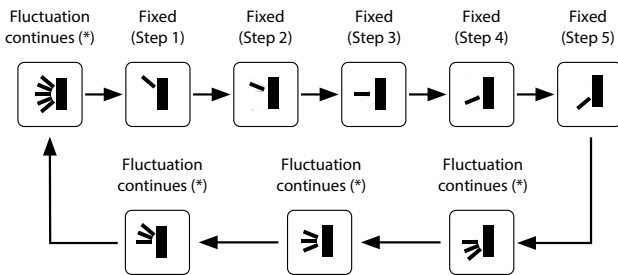 Fluctuation
continues (*)
Fixed
(Step 1)
Fixed
(Step 2)
Fixed
(Step 3)
Fixed
(Step 4)
Fixed
(Step 5)
Fluctuation
continues (*)
Fluctuation
continues (*)
Fluctuation
continues (*)